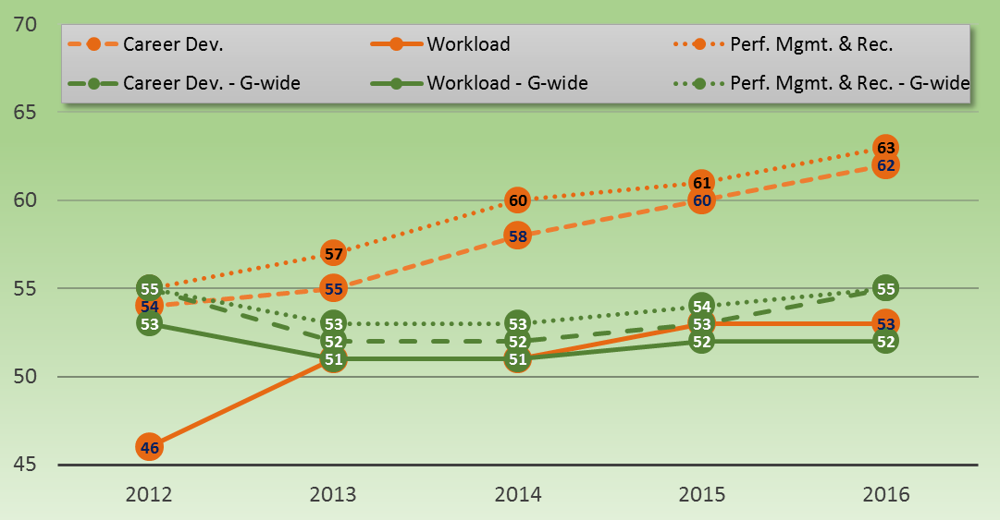 70
Career Dev. Workload Perf. Mgmt. & Rec.
Career Dev. - G-wide Workload - G-wide Perf. Mgmt. & Rec. - G-wide
65
63
62
61
60 60 60
58
57
55 55 55 55
54 54
53 53 53 53 53
52 52 52 52
51 51
50
46
45
2012 2013 2014 2015 2016